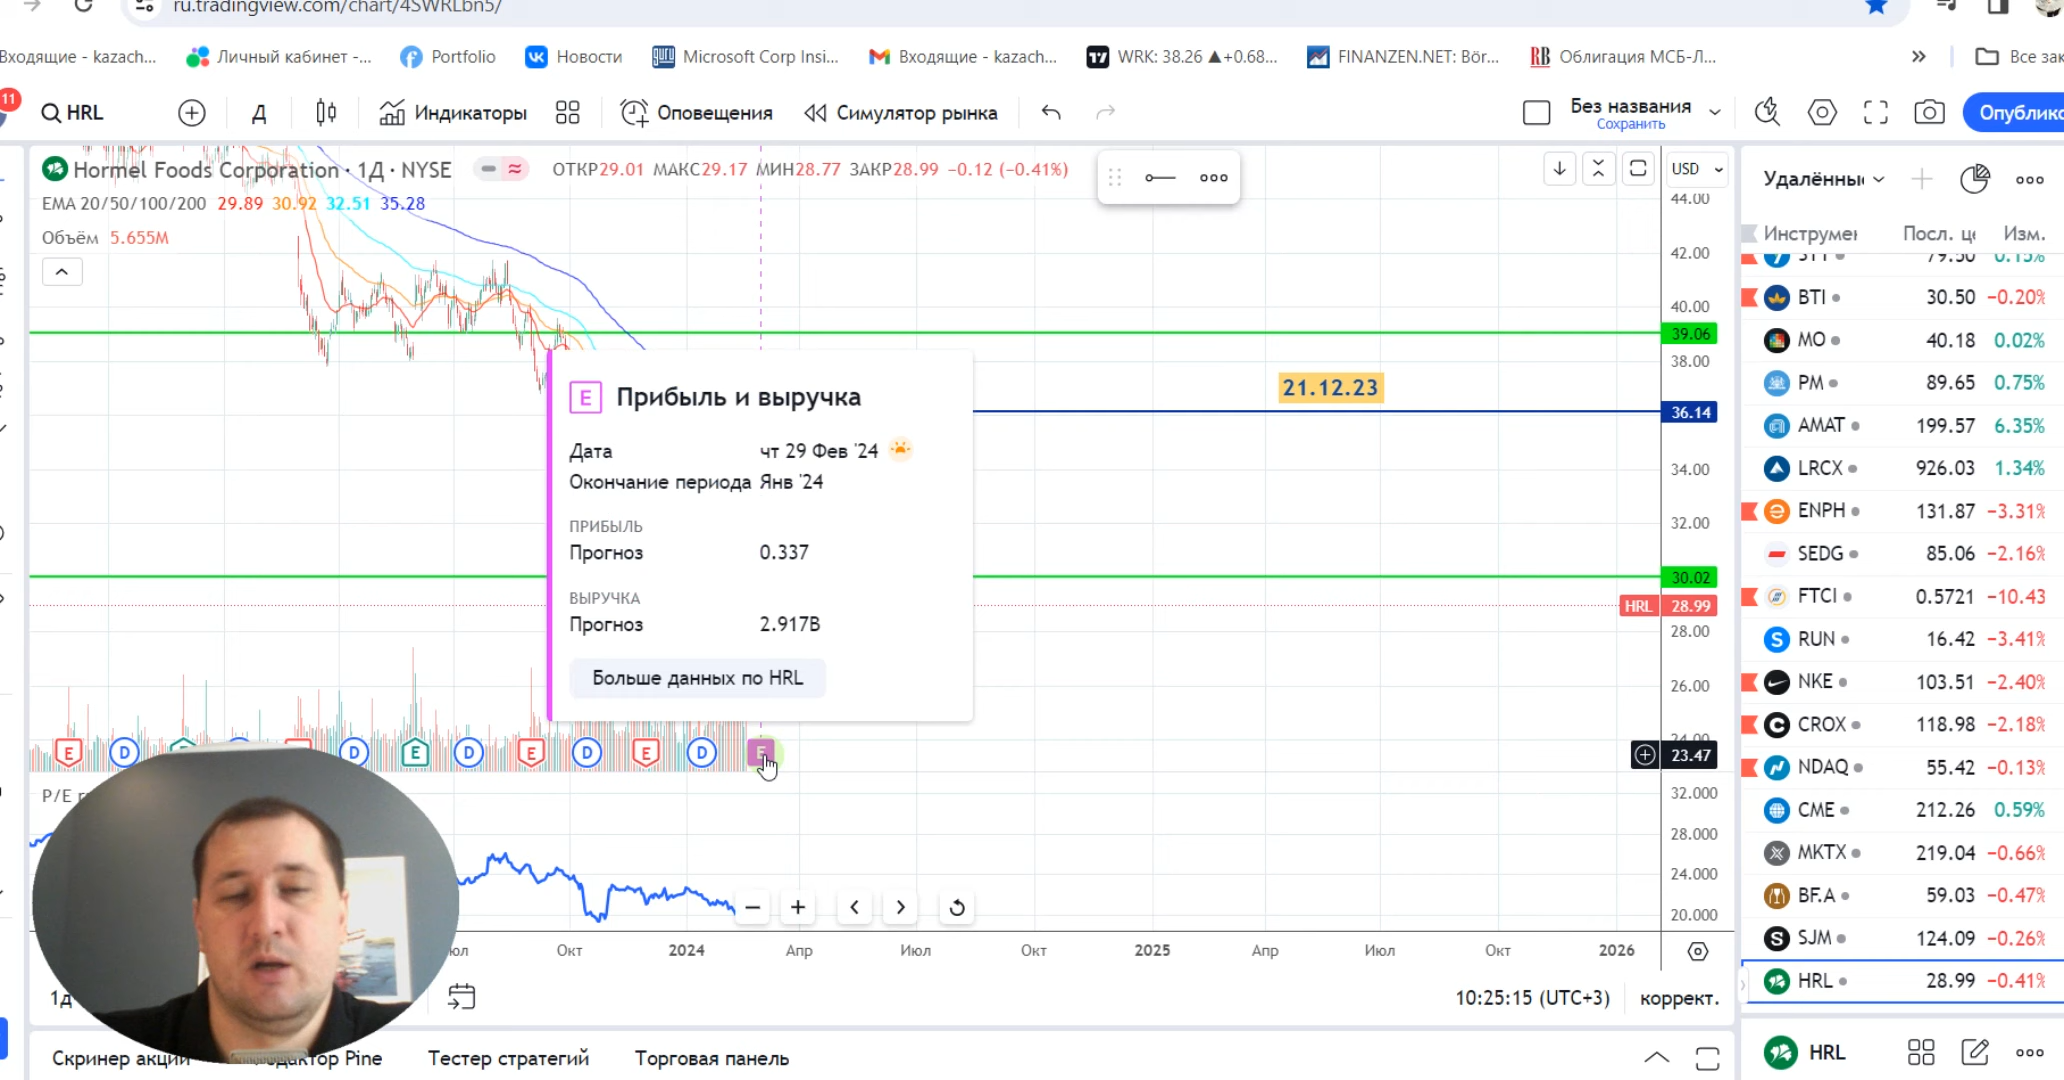 ru.tradingview.com/chart/4SWRLbn5/
Входящие - kazach...
Личный кабинет -...
Portfolio
Новости
Microsoft Corp Insi...
Входящие - kazach...
WRK: 38.26 ▲+0.68...
FINANZEN.NET: Bör...
Облигация МСБ-Л...
Все зак
11
HRL
Д
Индикаторы
Оповещения
Симулятор рынка
Без названия
Сохранить
Опублико
Hormel Foods Corporation · 1Д · NYSE
ОТКР29.01 МАКС29.17 МИН28.77 ЗАКР28.99 −0.12 (−0.41%)
EMA 20/50/100/200 29.89 30.92 32.51 35.28
Объём 5.655M
USD
44.00
42.00
40.00
39.06
38.00
36.14
34.00
32.00
30.02
HRL 28.99
28.00
26.00
24.00
23.47
32.000
28.000
24.000
20.000
21.12.23
E Прибыль и выручка
Дата чт 29 Фев '24
Окончание периода Янв '24
ПРИБЫЛЬ
Прогноз 0.337
ВЫРУЧКА
Прогноз 2.917B
Больше данных по HRL
E D D E D E D E D E
P/E
Окт 2024 Апр Июл Окт 2025 Апр Июл Окт 2026
1д
10:25:15 (UTC+3) коррект.
Скринер акций
Pine
Тестер стратегий
Торговая панель
Удалённы
Инструмен Посл. це Изм.
79.50 0.15%
BTI 30.50 −0.20%
MO 40.18 0.02%
PM 89.65 0.75%
AMAT 199.57 6.35%
LRCX 926.03 1.34%
ENPH 131.87 −3.31%
SEDG 85.06 −2.16%
FTCI 0.5721 −10.43
RUN 16.42 −3.41%
NKE 103.51 −2.40%
CROX 118.98 −2.18%
NDAQ 55.42 −0.13%
CME 212.26 0.59%
MKTX 219.04 −0.66%
BF.A 59.03 −0.47%
SJM 124.09 −0.26%
HRL 28.99 −0.41%
HRL